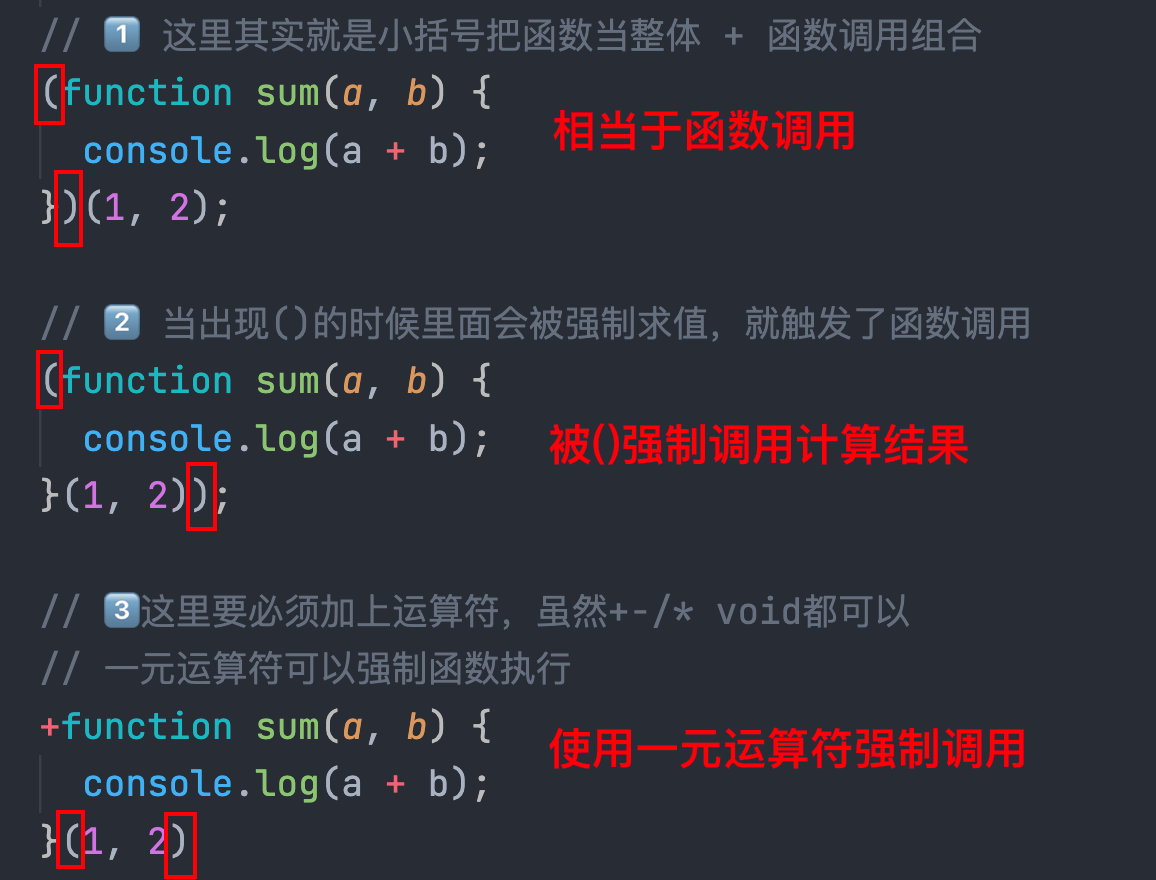 // 1️⃣ 这里其实就是小括号把函数当整体 + 函数调用组合
(function sum(a, b) {
相当于函数调用
console.log(a + b);
})(1, 2);
// 2️⃣ 当出现()的时候里面会被强制求值，就触发了函数调用
(function sum(a, b) {
console.log(a + b);
被()强制调用计算结果
}(1, 2));
// 3️⃣这里要必须加上运算符，虽然+-/* void都可以
// 一元运算符可以强制函数执行
+function sum(a, b) {
使用一元运算符强制调用
console.log(a + b);
}(1, 2)